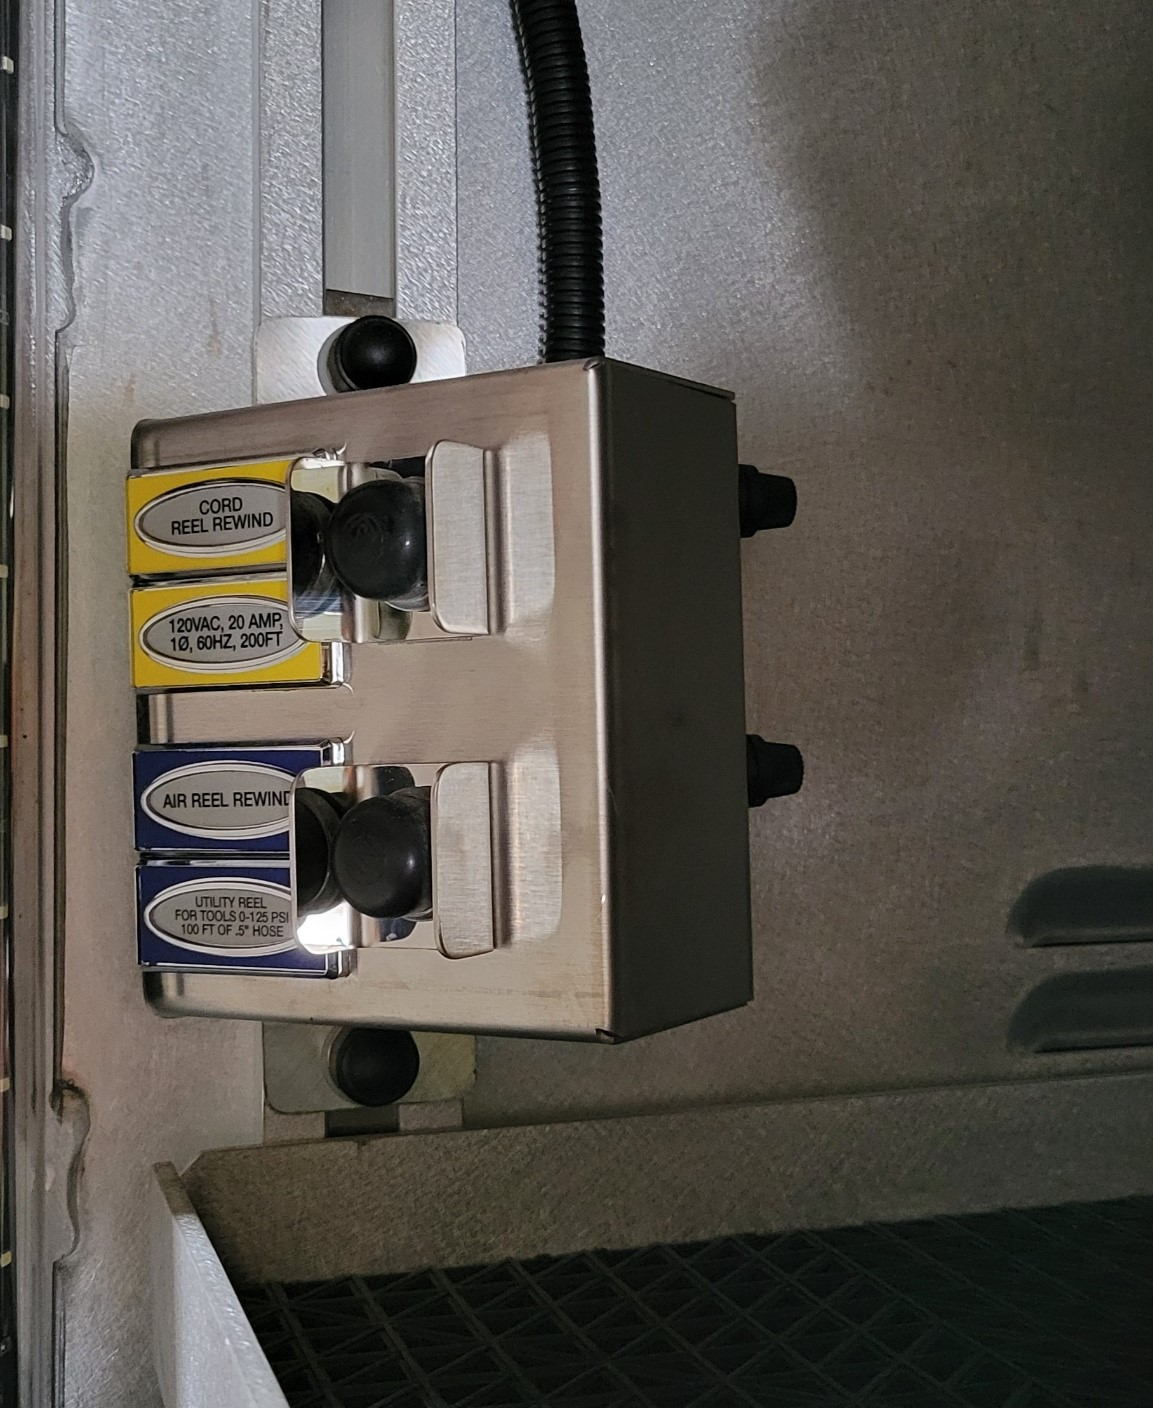 CORD
REEL REWIND
120VAC, 20 AMP,
1Ø, 60HZ, 200FT
AIR REEL REWIND
UTILITY REEL
FOR TOOLS 0-125 PSI
100 FT OF .5" HOSE